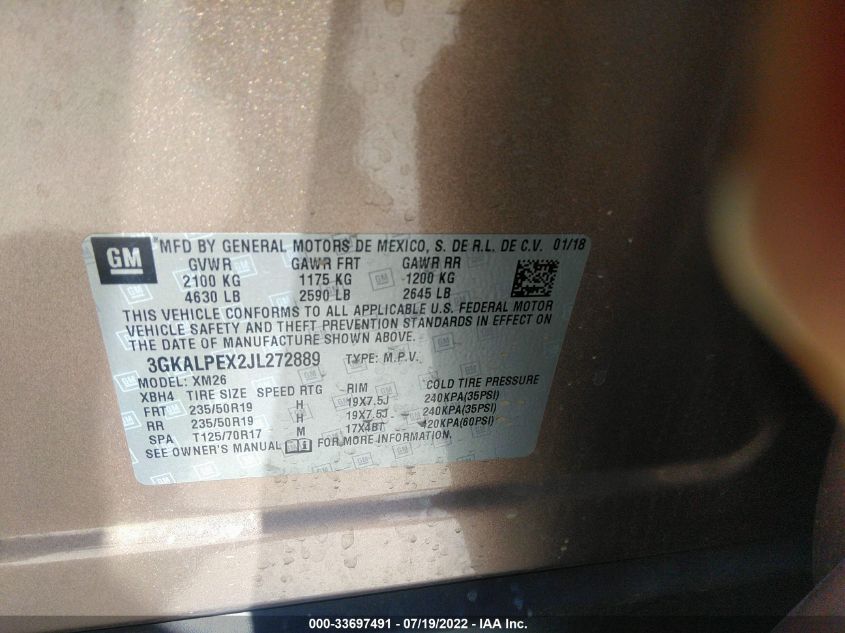 GM MFD BY GENERAL MOTORS DE MEXICO, S. DE R.L. DE C.V. 01/18
GVWR GAWR FRT GAWR RR
2100 KG 1175 KG 1200 KG
4630 LB 2590 LB 2645 LB
THIS VEHICLE CONFORMS TO ALL APPLICABLE U.S. FEDERAL MOTOR
VEHICLE SAFETY AND THEFT PREVENTION STANDARDS IN EFFECT ON
THE DATE OF MANUFACTURE SHOWN ABOVE.
3GKALPEX2JL272889 TYPE: M.P.V.
MODEL: XM26
XBH4 TIRE SIZE SPEED RTG RIM COLD TIRE PRESSURE
FRT 235/50R19 H 19X7.5J 240KPA(35PSI)
RR 235/50R19 H 19X7.5J 240KPA(35PSI)
SPA T125/70R17 M 17X4BT 420KPA(60PSI)
SEE OWNER'S MANUAL FOR MORE INFORMATION.
000-33697491 - 07/19/2022 - IAA Inc.